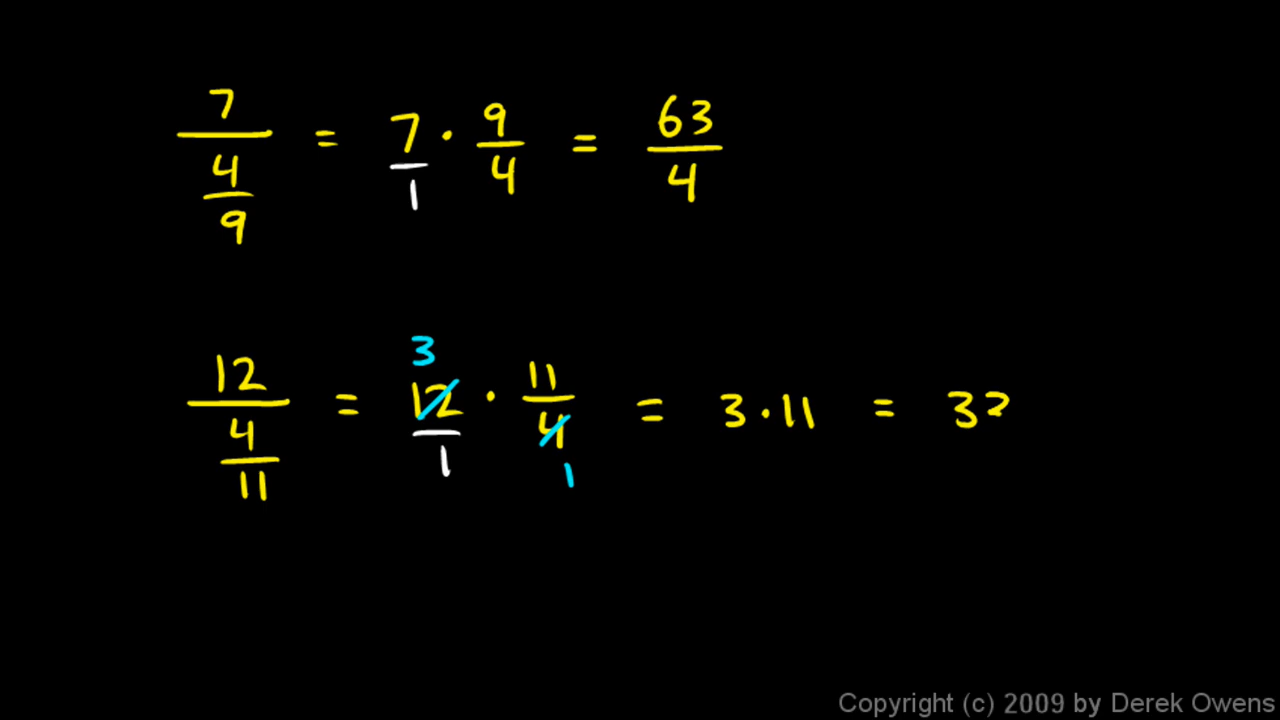 7/(4/9) = 7/1 · 9/4 = 63/4
12/(4/11) = 3 12/1 · 11/4 1 = 3 · 11 = 33
Copyright (c) 2009 by Derek Owens